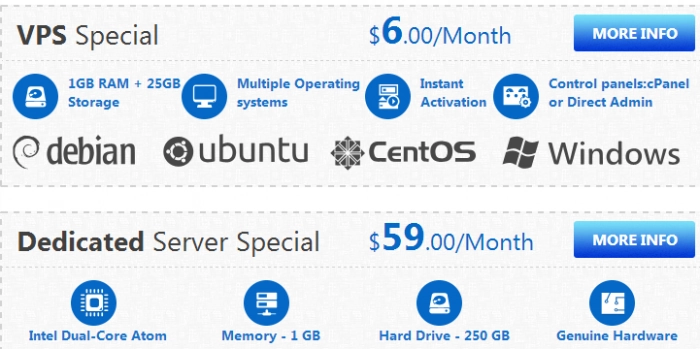 VPS Special $6.00/Month MORE INFO
1GB RAM + 25GB Storage
Multiple Operating systems
Instant Activation
Control panels:cPanel or Direct Admin
debian ubuntu CentOS Windows
Dedicated Server Special $59.00/Month MORE INFO
Intel Dual-Core Atom Memory - 1 GB Hard Drive - 250 GB Genuine Hardware